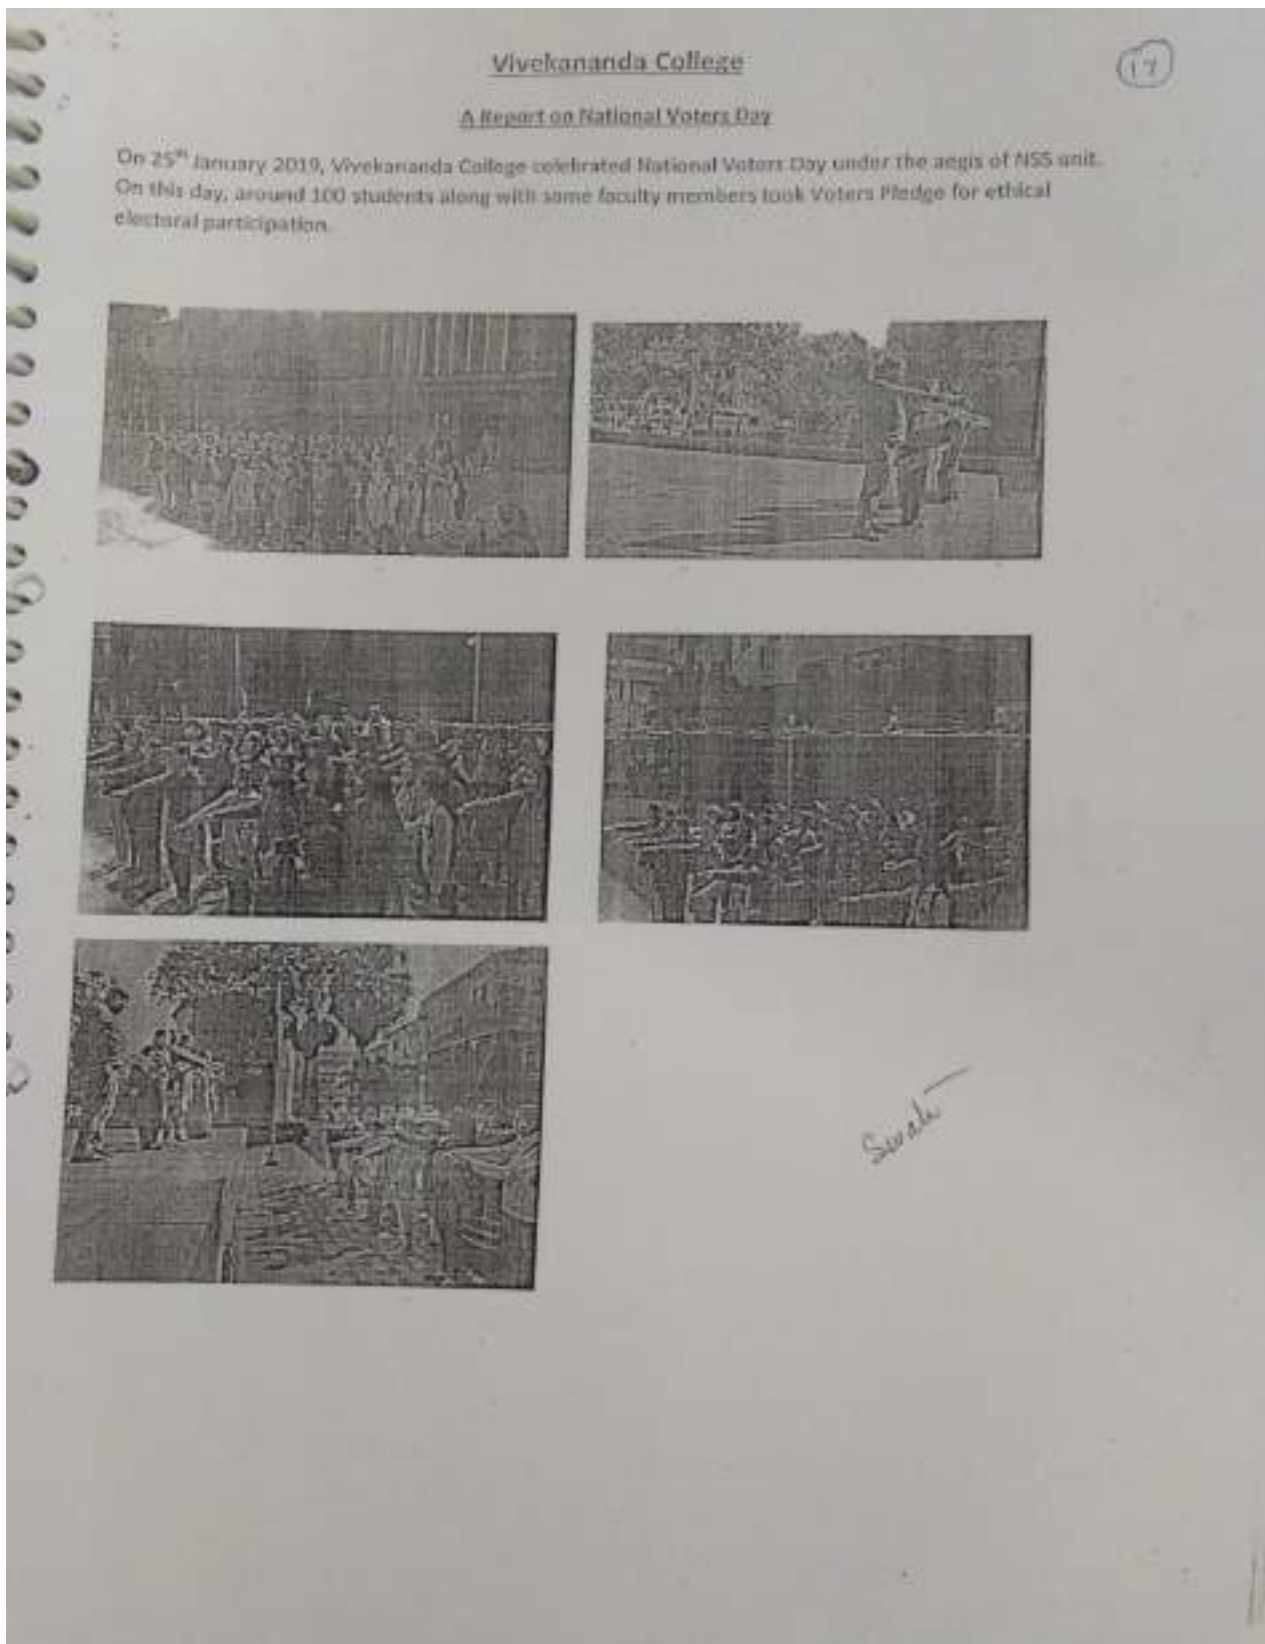 Vivekananda College
17
A Report on National Voters Day
On 25th January 2019, Vivekananda College celebrated National Voters Day under the aegis of NSS unit.
On this day, around 100 students along with some faculty members took Voters Pledge for ethical
electoral participation.